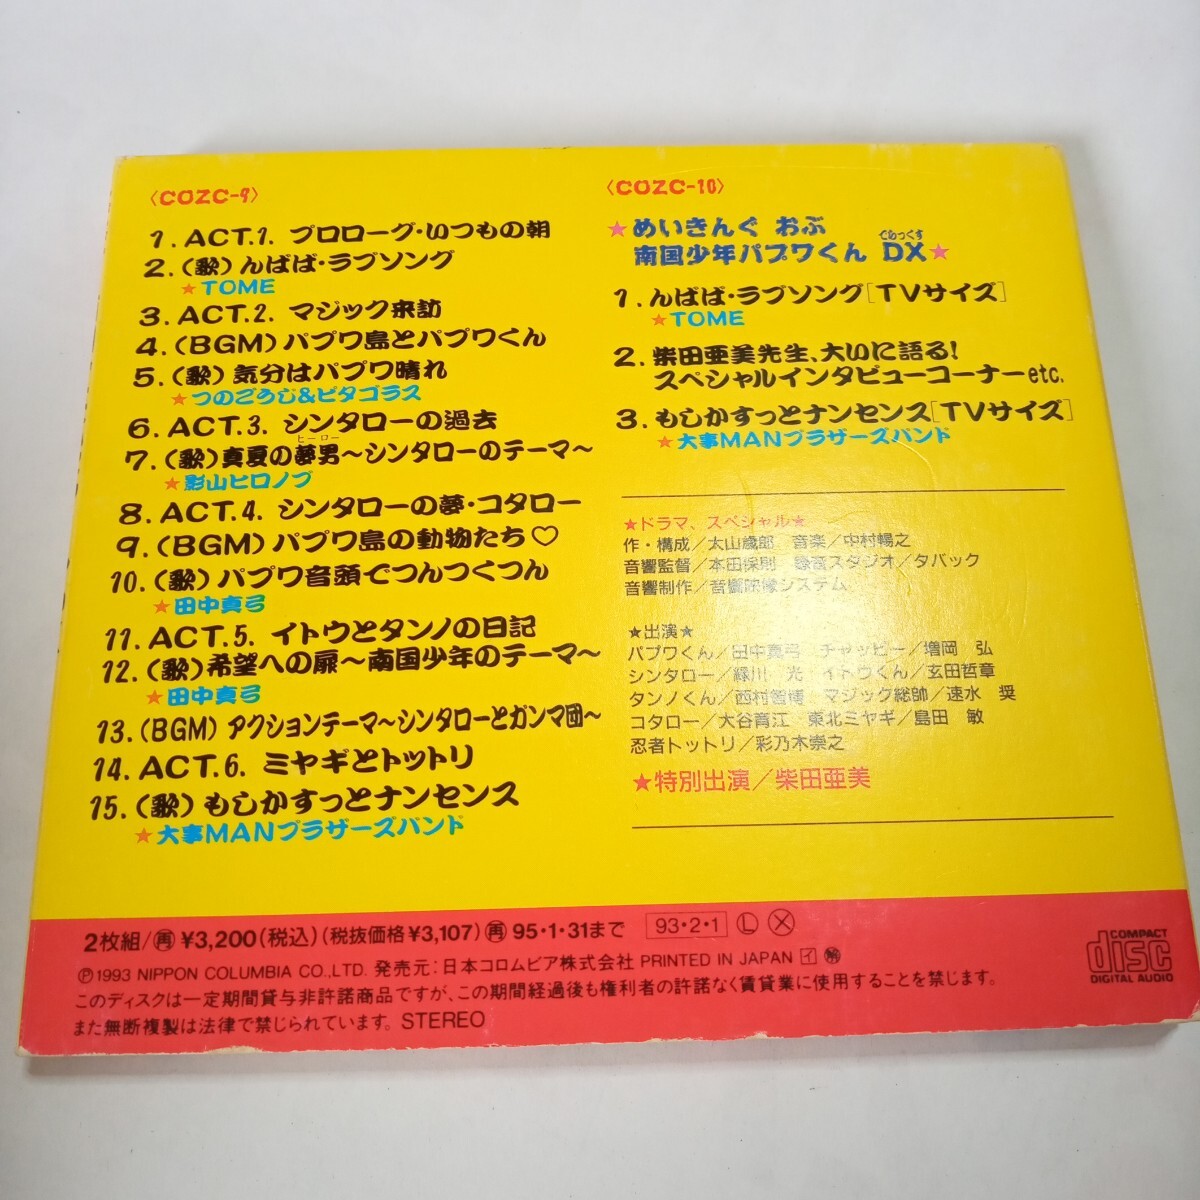 〈COZC-9〉
1. ACT.1. プロローグ・いつもの朝
2.(歌)んばば・ラブソング
★TOME
3. ACT.2. マジック来訪
4.(BGM)パプワ島とパプワくん
5.(歌)気分はパプワ晴れ
★つのごうじ&ピタゴラス
6. ACT.3. シンタローの過去
ヒーロー
7.(歌)真夏の夢男~シンタローのテーマ~
★影山ヒロノブ
8. ACT.4. シンタローの夢・コタロー
9.(BGM)パプワ島の動物たち♡
10.(歌)パプワ音頭でつんつくつん
★田中真弓
11. ACT.5. イトウとタンノの日記
12.(歌)希望への扉~南国少年のテーマ~
★田中真弓
13.(BGM)アクションテーマ~シンタローとガンマ団~
14. ACT.6. ミヤギとトットリ
15.(歌)もしかすっとナンセンス
★大事MANブラザーズバンド
〈COZC-10〉
★めいきんぐ おぶ
でらっくす
南国少年パプワくん DX★
1. んばば・ラブソング[TVサイズ]
★TOME
2. 柴田亜美先生、大いに語る!
スペシャルインタビューコーナーetc.
3. もしかすっとナンセンス[TVサイズ]
★大事MANブラザーズバンド
★ドラマ、スペシャル★
作・構成/太山歳郎 音楽/中村暢之
音響監督/本田保則 録音スタジオ/タバック
音響制作/音響映像システム
★出演★
パプワくん/田中真弓 チャッピー/増岡 弘
シンタロー/緑川 光 イトウくん/玄田哲章
タンノくん/西村智博 マジック総帥/速水 奨
コタロー/大谷育江 東北ミヤギ/島田 敏
忍者トットリ/彩乃木崇之
★特別出演/柴田亜美
2枚組/再¥3,200(税込)(税抜価格¥3,107)再95・1・31まで 93・2・1 Ⓛ Ⓧ
Ⓟ1993 NIPPON COLUMBIA CO.,LTD. 発売元:日本コロムビア株式会社 PRINTED IN JAPAN イ
このディスクは一定期間貸与非許諾商品ですが、この期間経過後も権利者の許諾なく賃貸業に使用することを禁じます。
また無断複製は法律で禁じられています。STEREO
COMPACT
disc
DIGITAL AUDIO